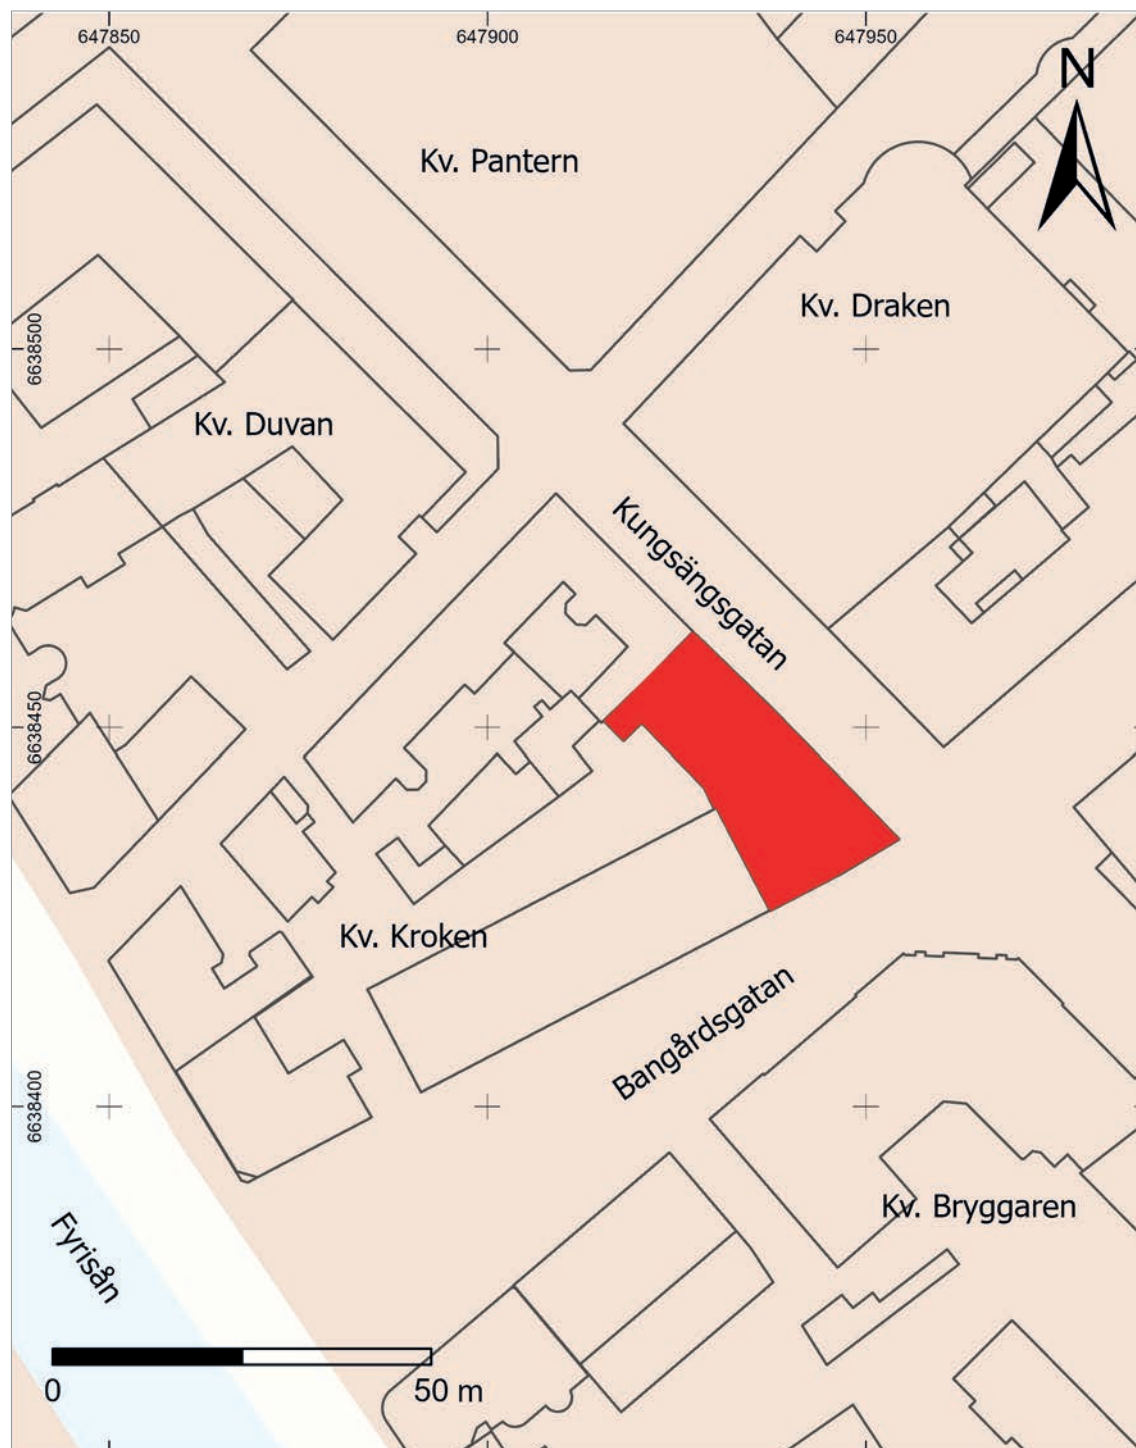 647850
647900
647950
N
Kv. Pantern
Kv. Draken
6638500
Kv. Duvan
Kungsängsgatan
6638450
Kv. Kroken
Bangårdsgatan
6638400
Kv. Bryggaren
Fyrisån
0
50 m